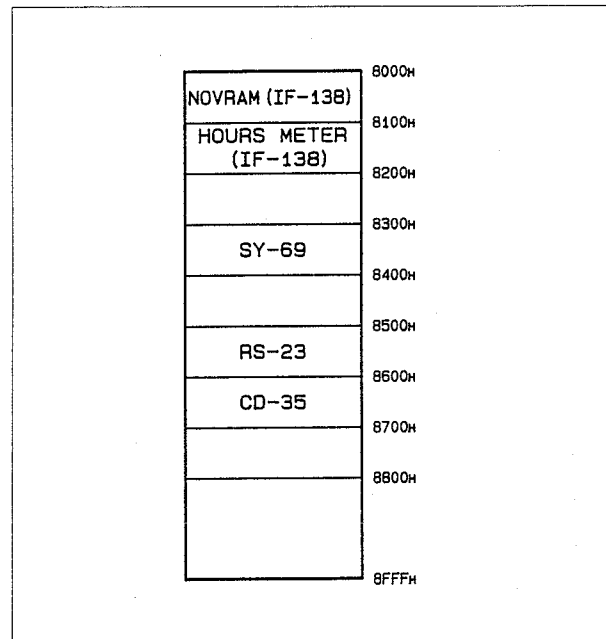 8000H
NOVRAM (IF-138)
8100H
HOURS METER
(IF-138)
8200H
8300H
SY-69
8400H
8500H
RS-23
8600H
CD-35
8700H
8800H
8FFFH